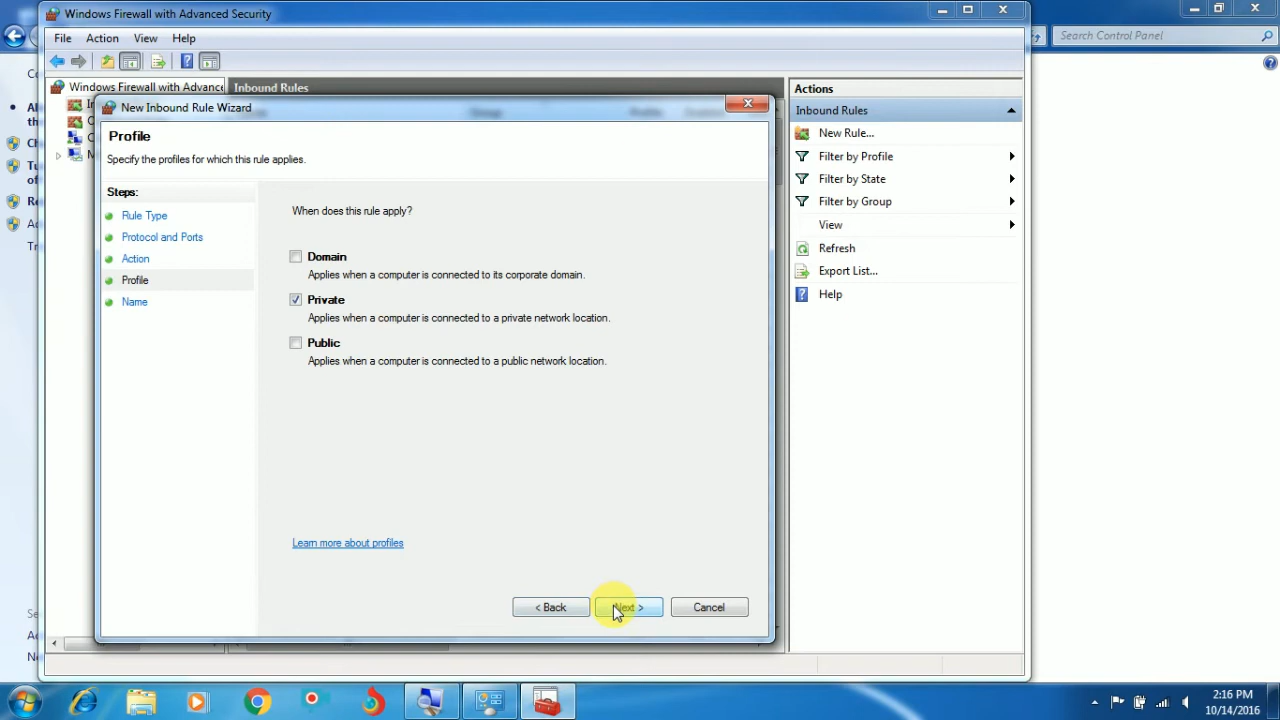 Windows Firewall with Advanced Security
File Action View Help
Search Control Panel
Windows Firewall with Advanc
Inbound Rules
Actions
New Inbound Rule Wizard
Inbound Rules
Profile
Specify the profiles for which this rule applies.
New Rule...
Filter by Profile
Filter by State
Filter by Group
View
Refresh
Export List...
Help
Steps:
Rule Type
Protocol and Ports
Action
Profile
Name
When does this rule apply?
Domain
Applies when a computer is connected to its corporate domain.
Private
Applies when a computer is connected to a private network location.
Public
Applies when a computer is connected to a public network location.
Learn more about profiles
< Back
Next >
Cancel
2:16 PM
10/14/2016